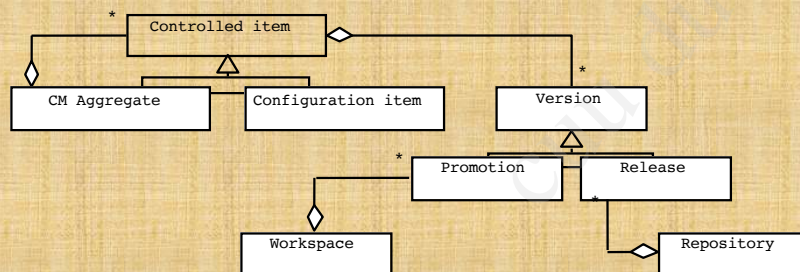 *
Controlled item
*
CM Aggregate
Configuration item
Version
*
Promotion
Release
*
Workspace
Repository